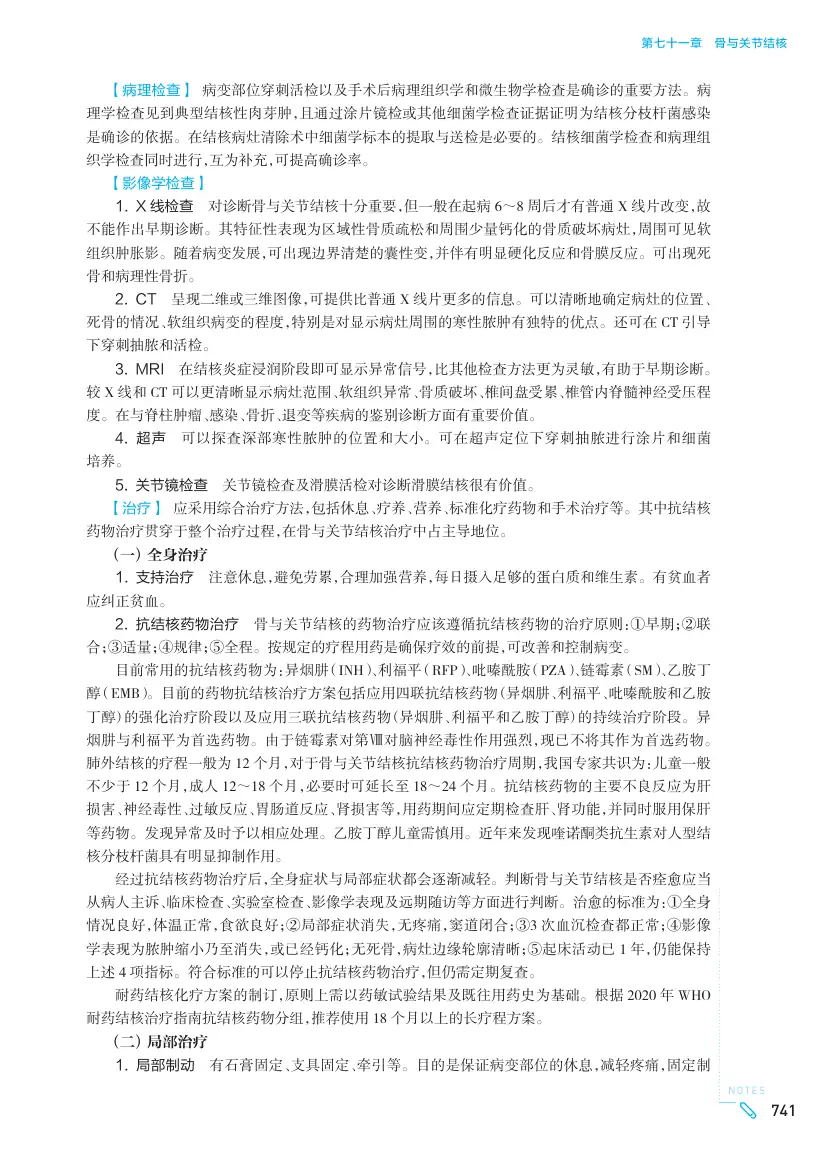 第七十一章　骨与关节结核
【病理检查】 病变部位穿刺活检以及手术后病理组织学和微生物学检查是确诊的重要方法。病
理学检查见到典型结核性肉芽肿,且通过涂片镜检或其他细菌学检查证据证明为结核分枝杆菌感染
是确诊的依据。在结核病灶清除术中细菌学标本的提取与送检是必要的。结核细菌学检查和病理组
织学检查同时进行,互为补充,可提高确诊率。
【影像学检查】
1. X线检查　对诊断骨与关节结核十分重要,但一般在起病 6～8 周后才有普通 X 线片改变,故
不能作出早期诊断。其特征性表现为区域性骨质疏松和周围少量钙化的骨质破坏病灶,周围可见软
组织肿胀影。随着病变发展,可出现边界清楚的囊性变,并伴有明显硬化反应和骨膜反应。可出现死
骨和病理性骨折。
2. CT　呈现二维或三维图像,可提供比普通 X 线片更多的信息。可以清晰地确定病灶的位置、
死骨的情况、软组织病变的程度,特别是对显示病灶周围的寒性脓肿有独特的优点。还可在 CT 引导
下穿刺抽脓和活检。
3. MRI　在结核炎症浸润阶段即可显示异常信号,比其他检查方法更为灵敏,有助于早期诊断。
较 X 线和 CT 可以更清晰显示病灶范围、软组织异常、骨质破坏、椎间盘受累、椎管内脊髓神经受压程
度。在与脊柱肿瘤、感染、骨折、退变等疾病的鉴别诊断方面有重要价值。
4. 超声　可以探查深部寒性脓肿的位置和大小。可在超声定位下穿刺抽脓进行涂片和细菌
培养。
5. 关节镜检查　关节镜检查及滑膜活检对诊断滑膜结核很有价值。
【治疗】 应采用综合治疗方法,包括休息、疗养、营养、标准化疗药物和手术治疗等。其中抗结核
药物治疗贯穿于整个治疗过程,在骨与关节结核治疗中占主导地位。
(一) 全身治疗
1. 支持治疗　注意休息,避免劳累,合理加强营养,每日摄入足够的蛋白质和维生素。有贫血者
应纠正贫血。
2. 抗结核药物治疗　骨与关节结核的药物治疗应该遵循抗结核药物的治疗原则:①早期;②联
合;③适量;④规律;⑤全程。按规定的疗程用药是确保疗效的前提,可改善和控制病变。
目前常用的抗结核药物为:异烟肼(INH)、利福平(RFP)、吡嗪酰胺(PZA)、链霉素(SM)、乙胺丁
醇(EMB)。目前的药物抗结核治疗方案包括应用四联抗结核药物(异烟肼、利福平、吡嗪酰胺和乙胺
丁醇)的强化治疗阶段以及应用三联抗结核药物(异烟肼、利福平和乙胺丁醇)的持续治疗阶段。异
烟肼与利福平为首选药物。由于链霉素对第Ⅷ对脑神经毒性作用强烈,现已不将其作为首选药物。
肺外结核的疗程一般为 12 个月,对于骨与关节结核抗结核药物治疗周期,我国专家共识为:儿童一般
不少于 12 个月,成人 12～18 个月,必要时可延长至 18～24 个月。抗结核药物的主要不良反应为肝
损害、神经毒性、过敏反应、胃肠道反应、肾损害等,用药期间应定期检查肝、肾功能,并同时服用保肝
等药物。发现异常及时予以相应处理。乙胺丁醇儿童需慎用。近年来发现喹诺酮类抗生素对人型结
核分枝杆菌具有明显抑制作用。
经过抗结核药物治疗后,全身症状与局部症状都会逐渐减轻。判断骨与关节结核是否痊愈应当
从病人主诉、临床检查、实验室检查、影像学表现及远期随访等方面进行判断。治愈的标准为:①全身
情况良好,体温正常,食欲良好;②局部症状消失,无疼痛,窦道闭合;③3 次血沉检查都正常;④影像
学表现为脓肿缩小乃至消失,或已经钙化;无死骨,病灶边缘轮廓清晰;⑤起床活动已 1 年,仍能保持
上述 4 项指标。符合标准的可以停止抗结核药物治疗,但仍需定期复查。
耐药结核化疗方案的制订,原则上需以药敏试验结果及既往用药史为基础。根据 2020 年 WHO
耐药结核治疗指南抗结核药物分组,推荐使用 18 个月以上的长疗程方案。
(二) 局部治疗
1. 局部制动　有石膏固定、支具固定、牵引等。目的是保证病变部位的休息,减轻疼痛,固定制
NOTES
741